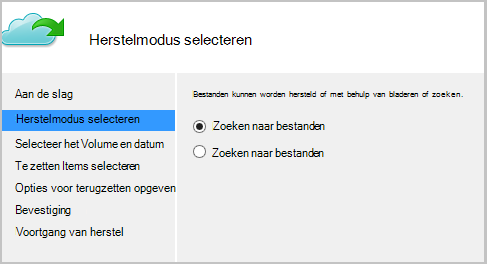 Herstelmodus selecteren
Aan de slag
Herstelmodus selecteren
Selecteer het Volume en datum
Te zetten Items selecteren
Opties voor terugzetten opgeven
Bevestiging
Voortgang van herstel
Bestanden kunnen worden hersteld of met behulp van bladeren of zoeken.
Zoeken naar bestanden
Zoeken naar bestanden